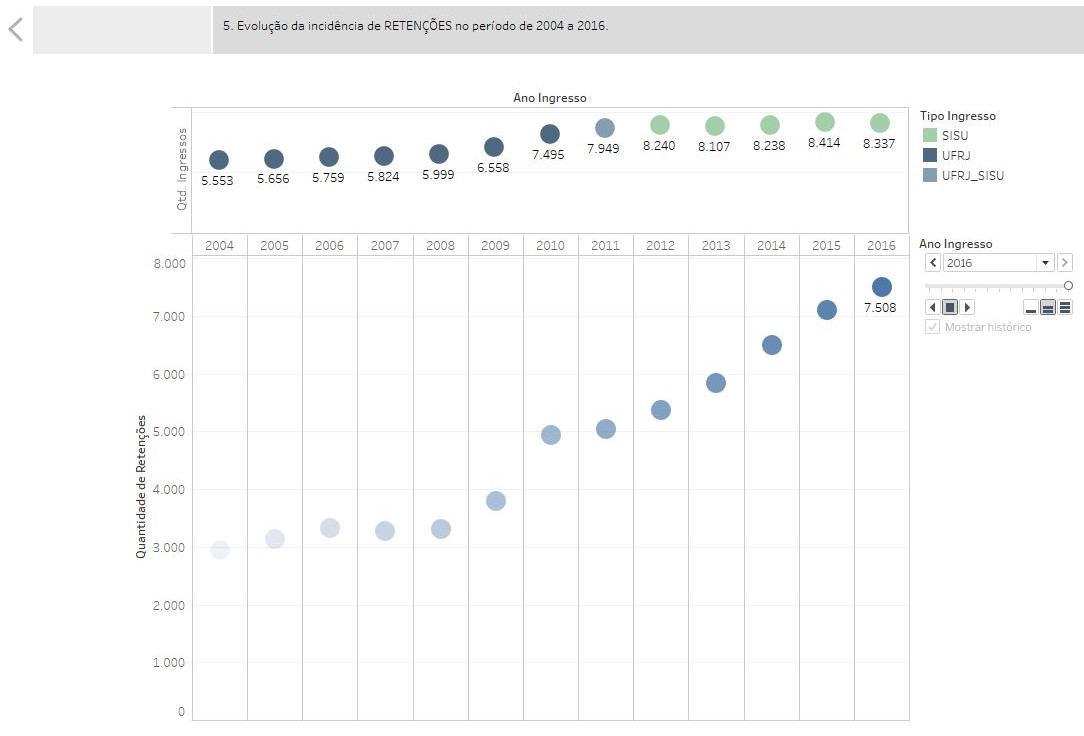 5. Evolução da incidência de RETENÇÕES no período de 2004 a 2016.
Ano Ingresso
Qtd. Ingressos
5.553 5.656 5.759 5.824 5.999 6.558 7.495 7.949 8.240 8.107 8.238 8.414 8.337
Tipo Ingresso
SISU
UFRJ
UFRJ_SISU
2004 2005 2006 2007 2008 2009 2010 2011 2012 2013 2014 2015 2016
Ano Ingresso
2016
Mostrar histórico
Quantidade de Retenções
8.000
7.000
6.000
5.000
4.000
3.000
2.000
1.000
0
7.508